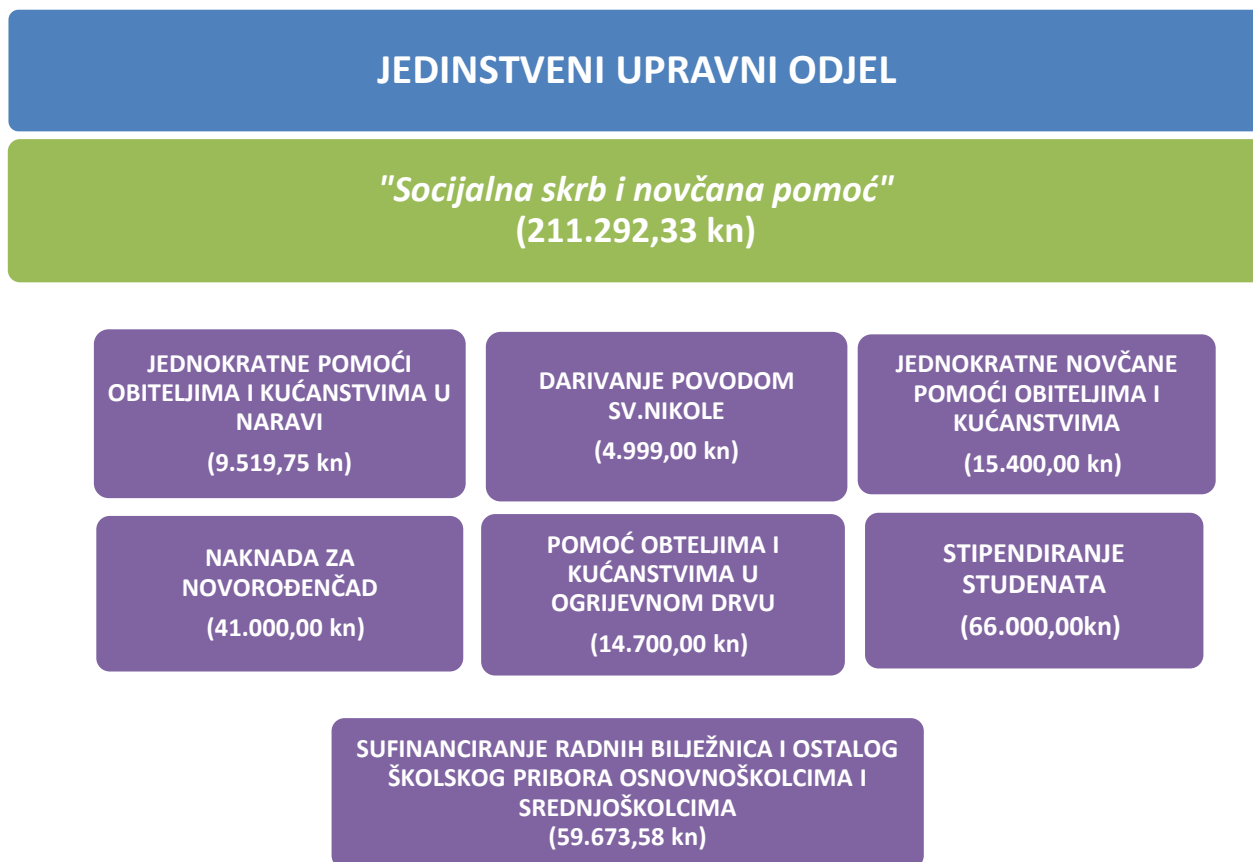 JEDINSTVENI UPRAVNI ODJEL
"Socijalna skrb i novčana pomoć"
(211.292,33 kn)
JEDNOKRATNE POMOĆI
OBITELJIMA I KUĆANSTVIMA U
NARAVI
(9.519,75 kn)
DARIVANJE POVODOM
SV.NIKOLE
(4.999,00 kn)
JEDNOKRATNE NOVČANE
POMOĆI OBITELJIMA I
KUĆANSTVIMA
(15.400,00 kn)
NAKNADA ZA
NOVOROĐENČAD
(41.000,00 kn)
POMOĆ OBTELJIMA I
KUĆANSTVIMA U
OGRIJEVNOM DRVU
(14.700,00 kn)
STIPENDIRANJE
STUDENATA
(66.000,00kn)
SUFINANCIRANJE RADNIH BILJEŽNICA I OSTALOG
ŠKOLSKOG PRIBORA OSNOVNOŠKOLCIMA I
SREDNJOŠKOLCIMA
(59.673,58 kn)